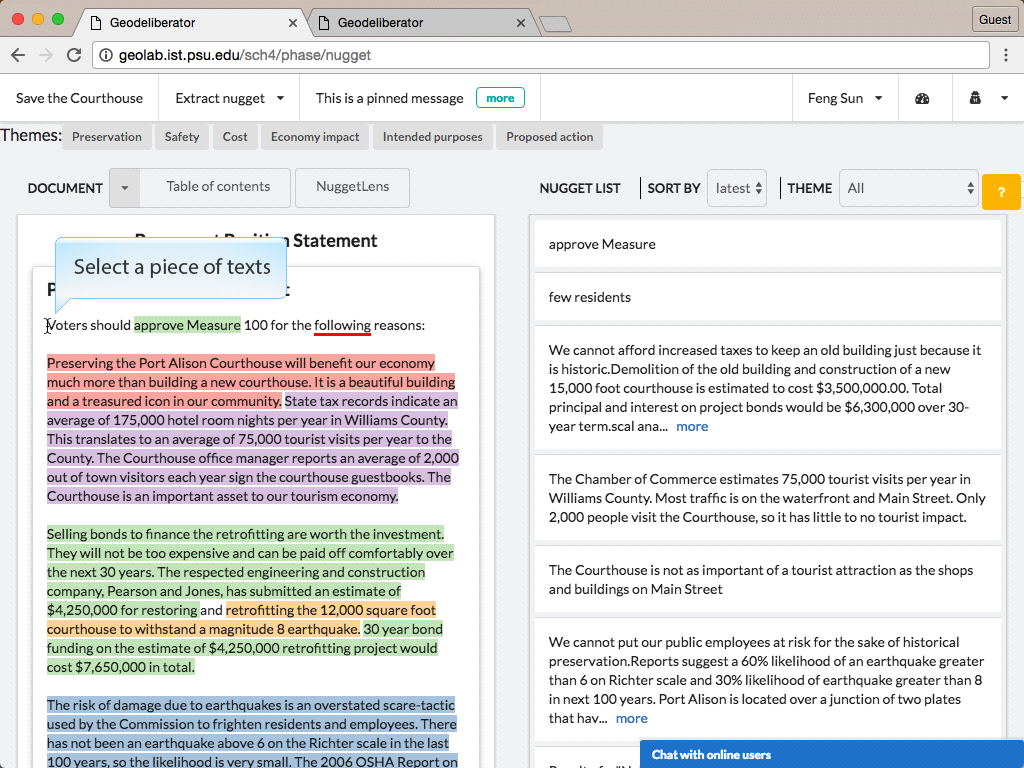 Geodeliberator
Geodeliberator
Guest
geolab.ist.psu.edu/sch4/phase/nugget
Save the Courthouse
Extract nugget
This is a pinned message
more
Feng Sun
Themes:
Preservation
Safety
Cost
Economy impact
Intended purposes
Proposed action
DOCUMENT
Table of contents
NuggetLens
NUGGET LIST
SORT BY
latest
THEME
All
?
Statement
Select a piece of texts
Voters should approve Measure 100 for the following reasons:
Preserving the Port Alison Courthouse will benefit our economy
much more than building a new courthouse. It is a beautiful building
and a treasured icon in our community. State tax records indicate an
average of 175,000 hotel room nights per year in Williams County.
This translates to an average of 75,000 tourist visits per year to the
County. The Courthouse office manager reports an average of 2,000
out of town visitors each year sign the courthouse guestbooks. The
Courthouse is an important asset to our tourism economy.
Selling bonds to finance the retrofitting are worth the investment.
They will not be too expensive and can be paid off comfortably over
the next 30 years. The respected engineering and construction
company, Pearson and Jones, has submitted an estimate of
$4,250,000 for restoring and retrofitting the 12,000 square foot
courthouse to withstand a magnitude 8 earthquake. 30 year bond
funding on the estimate of $4,250,000 retrofitting project would
cost $7,650,000 in total.
The risk of damage due to earthquakes is an overstated scare-tactic
used by the Commission to frighten residents and employees. There
has not been an earthquake above 6 on the Richter scale in the last
100 years, so the likelihood is very small. The 2006 OSHA Report on
approve Measure
few residents
We cannot afford increased taxes to keep an old building just because it
is historic.Demolition of the old building and construction of a new
15,000 foot courthouse is estimated to cost $3,500,000.00. Total
principal and interest on project bonds would be $6,300,000 over 30-
year term.scal ana... more
The Chamber of Commerce estimates 75,000 tourist visits per year in
Williams County. Most traffic is on the waterfront and Main Street. Only
2,000 people visit the Courthouse, so it has little to no tourist impact.
The Courthouse is not as important of a tourist attraction as the shops
and buildings on Main Street
We cannot put our public employees at risk for the sake of historical
preservation.Reports suggest a 60% likelihood of an earthquake greater
than 6 on Richter scale and 30% likelihood of earthquake greater than 8
in next 100 years. Port Alison is located over a junction of two plates
that hav... more
Chat with online users